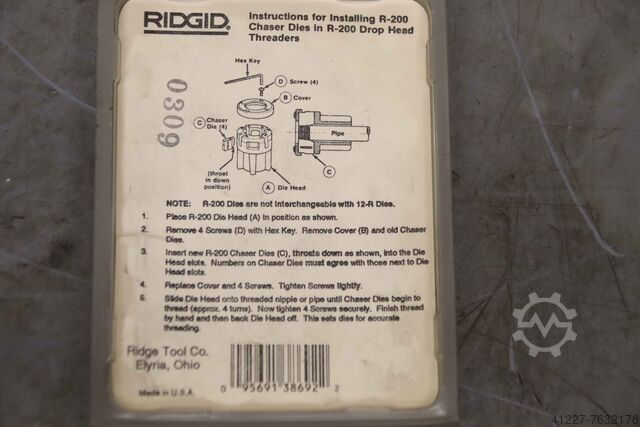 RIDGID.
Instructions for Installing R-200
Chaser Dies in R-200 Drop Head
Threaders
Hex Key
D Screw (4)
B Cover
0309
C Chaser
Die (4)
Pipe
(throat
in down
position)
C
A Die Head
NOTE: R-200 Dies are not interchangeable with 12-R Dies.
1. Place R-200 Die Head (A) in position as shown.
2. Remove 4 Screws (D) with Hex Key. Remove Cover (B) and old Chaser
Dies.
3. Insert new R-200 Chaser Dies (C), throats down as shown, into the Die
Head slots. Numbers on Chaser Dies must agree with those next to Die
Head slots.
4. Replace Cover and 4 Screws. Tighten Screws lightly.
5. Slide Die Head onto threaded nipple or pipe until Chaser Dies begin to
thread (approx. 4 turns). Now tighten 4 Screws securely. Finish thread
by hand and then back Die Head off. This sets dies for accurate
threading.
Ridge Tool Co.
Elyria, Ohio
Made in U.S.A.
0 95691 38692 2
41227-7632176